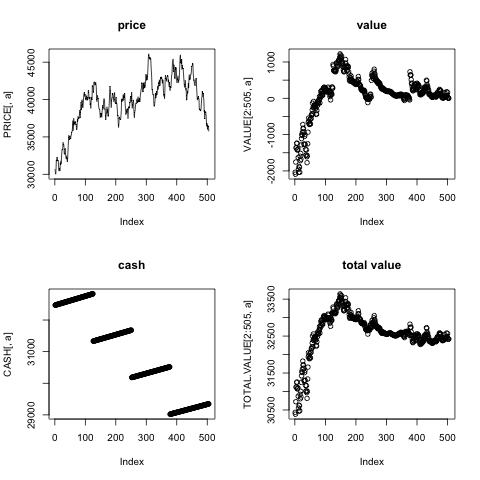 price
PRICE[, a]
45000
40000
35000
30000
0 100 200 300 400 500
Index
value
VALUE[2:505, a]
1000
0
-1000
-2000
0 100 200 300 400 500
Index
cash
CASH[, a]
31000
29000
0 100 200 300 400 500
Index
total value
TOTAL.VALUE[2:505, a]
33500
32500
31500
30500
0 100 200 300 400 500
Index